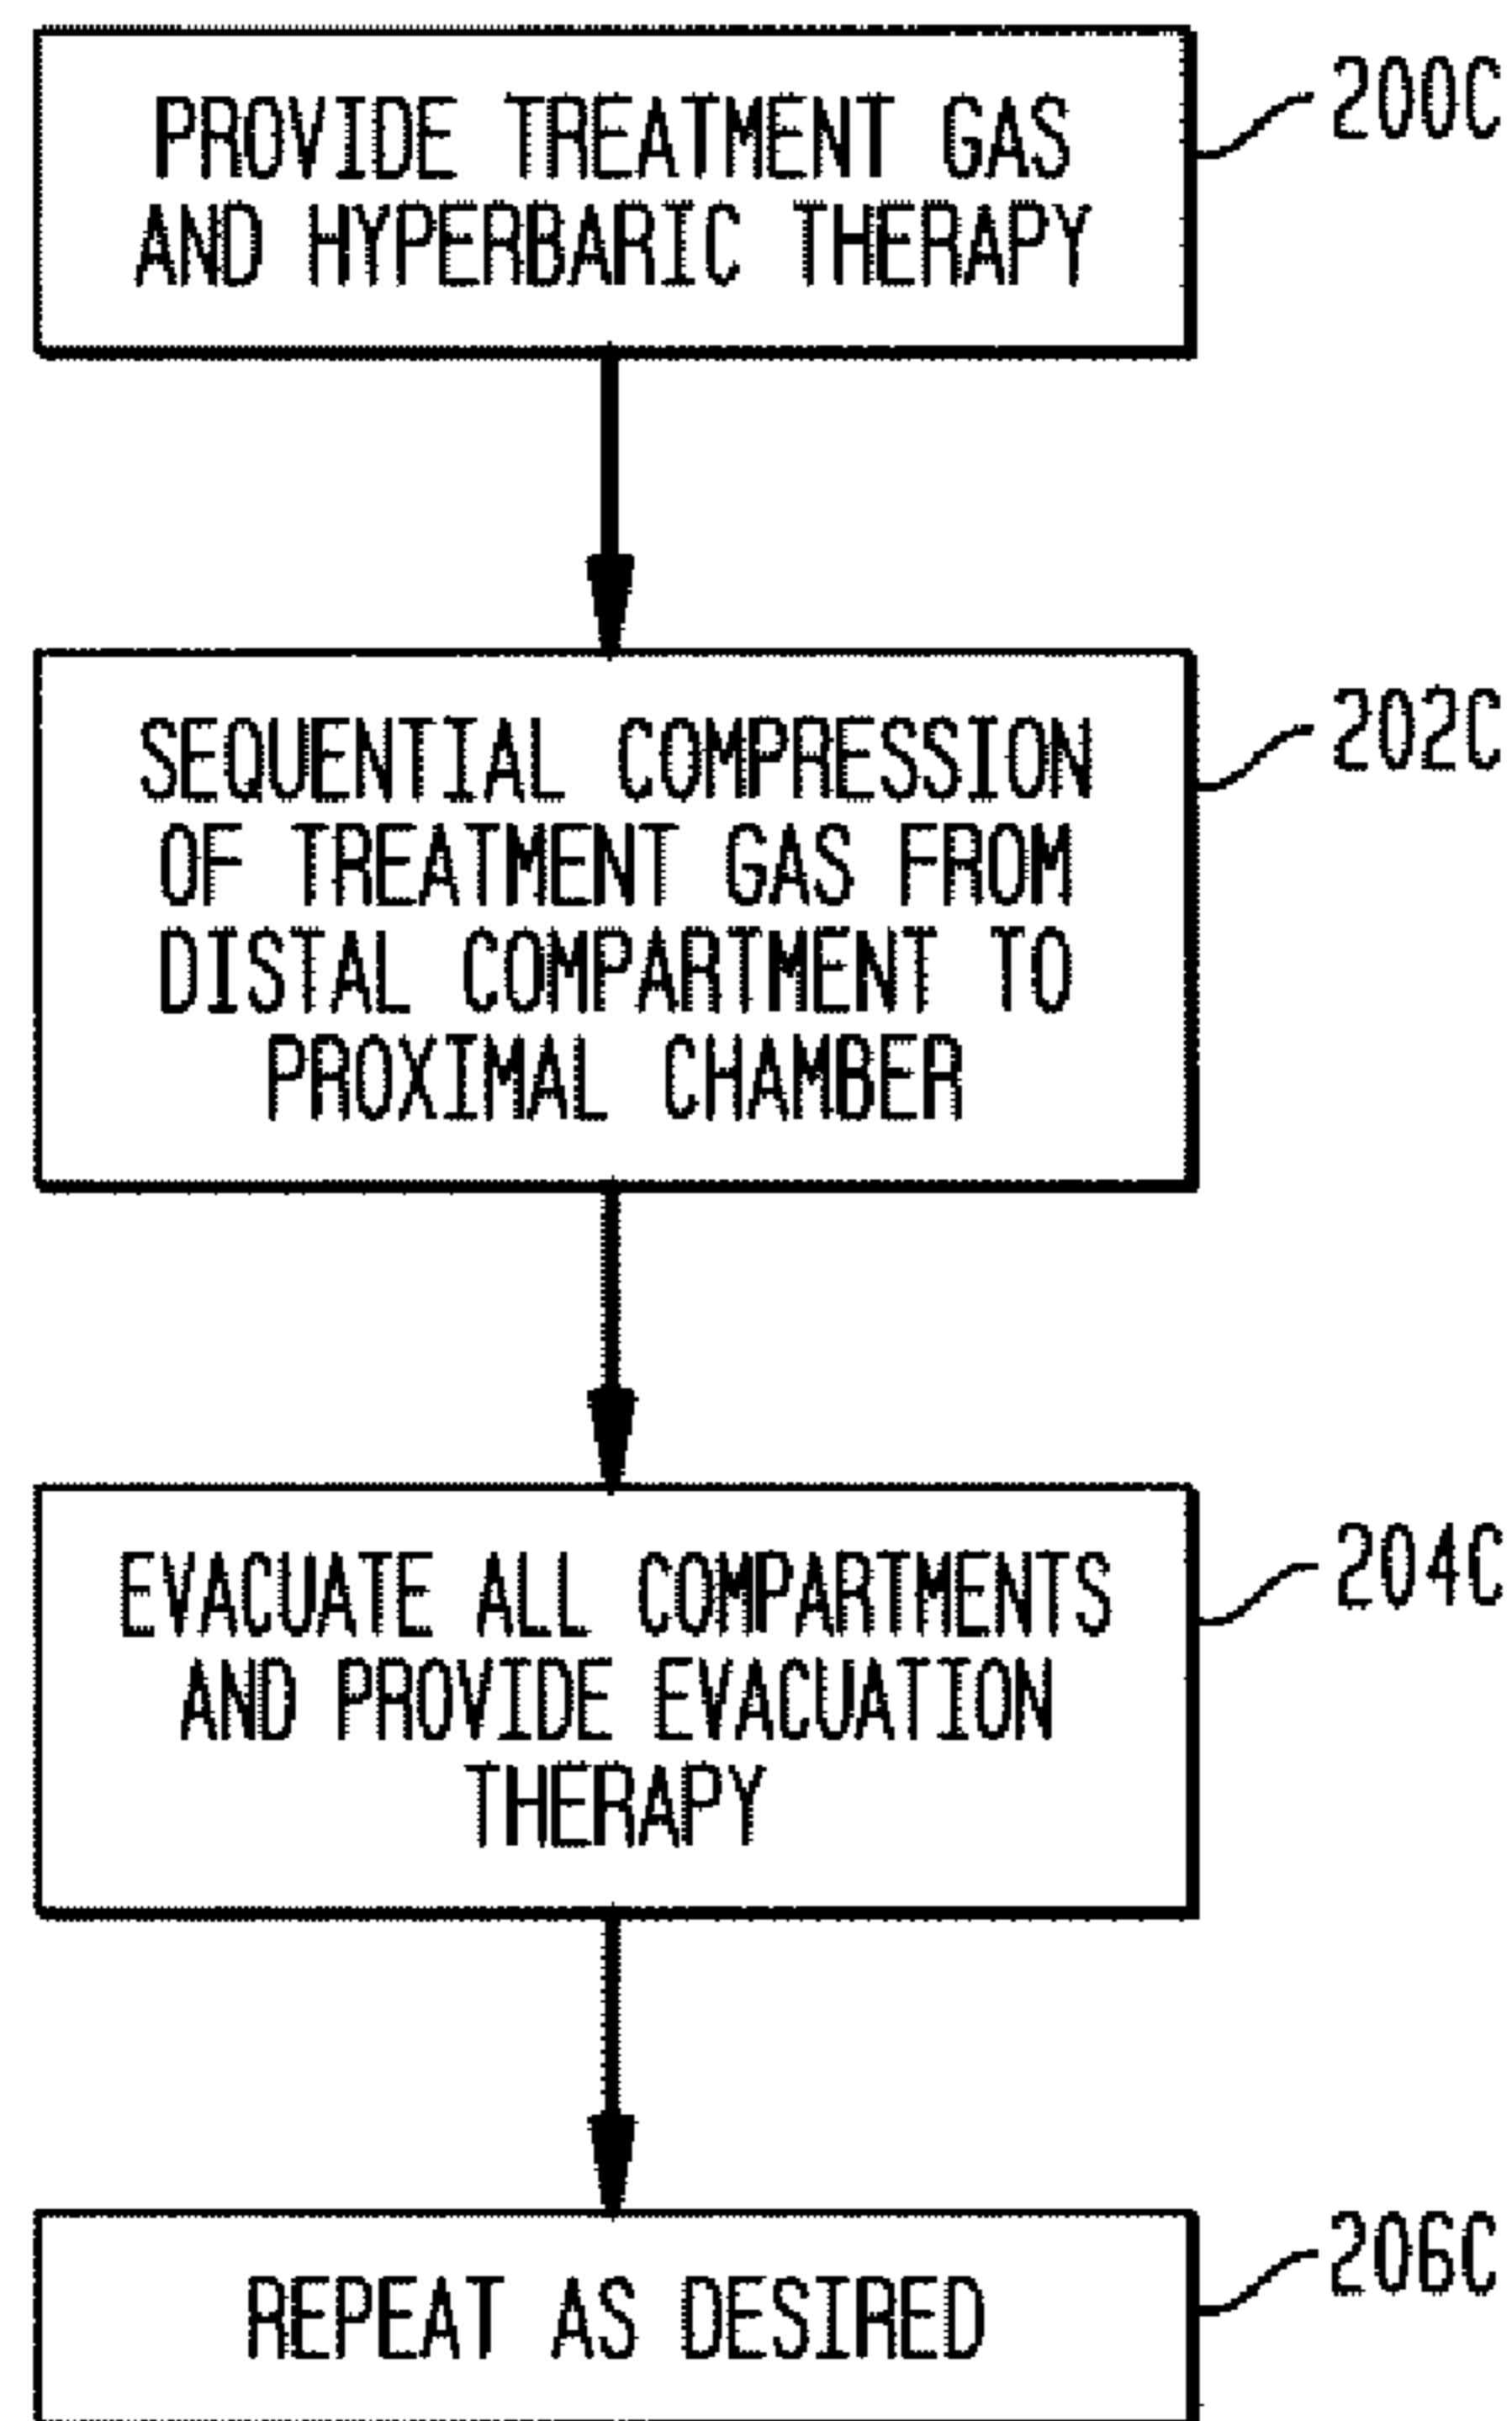 PROVIDE TREATMENT GAS
AND HYPERBARIC THERAPY
200C
SEQUENTIAL COMPRESSION
OF TREATMENT GAS FROM
DISTAL COMPARTMENT TO
PROXIMAL CHAMBER
202C
EVACUATE ALL COMPARTMENTS
AND PROVIDE EVACUATION
THERAPY
204C
REPEAT AS DESIRED
206C